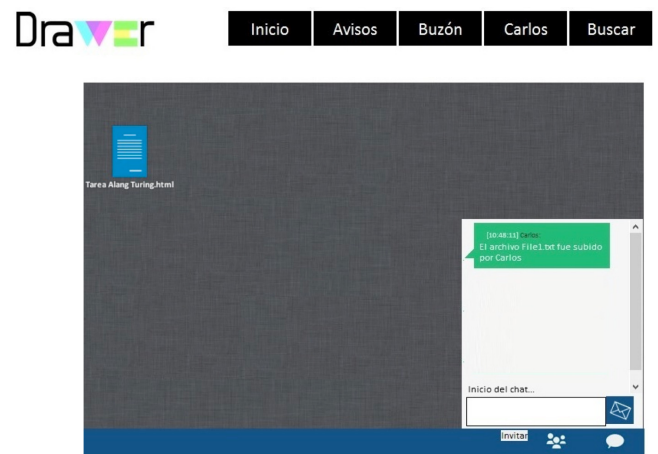 Drawer
Inicio Avisos Buzón Carlos Buscar
Tarea Alang Turing.html
[10:48:11] Carlos:
El archivo File1.txt fue subido
por Carlos
Inicio del chat...
Invitar